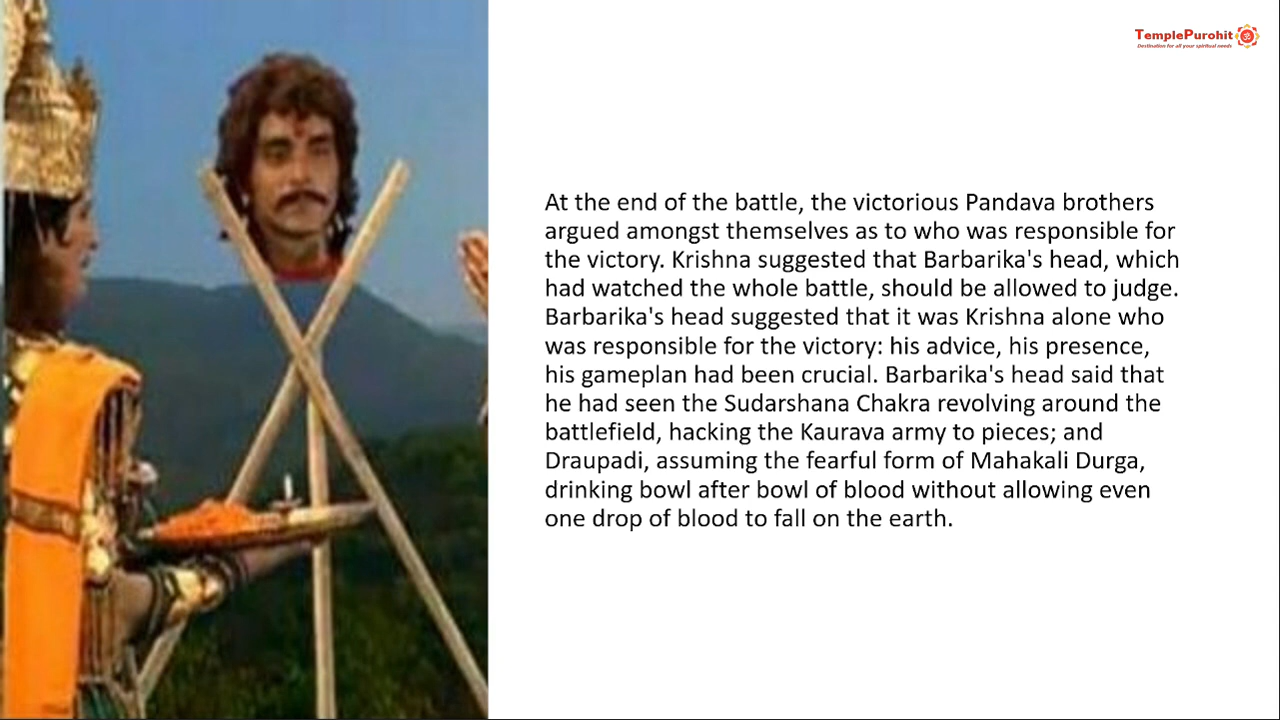 TemplePurohit
Destination for all your spiritual needs
At the end of the battle, the victorious Pandava brothers
argued amongst themselves as to who was responsible for
the victory. Krishna suggested that Barbarika's head, which
had watched the whole battle, should be allowed to judge.
Barbarika's head suggested that it was Krishna alone who
was responsible for the victory: his advice, his presence,
his gameplan had been crucial. Barbarika's head said that
he had seen the Sudarshana Chakra revolving around the
battlefield, hacking the Kaurava army to pieces; and
Draupadi, assuming the fearful form of Mahakali Durga,
drinking bowl after bowl of blood without allowing even
one drop of blood to fall on the earth.